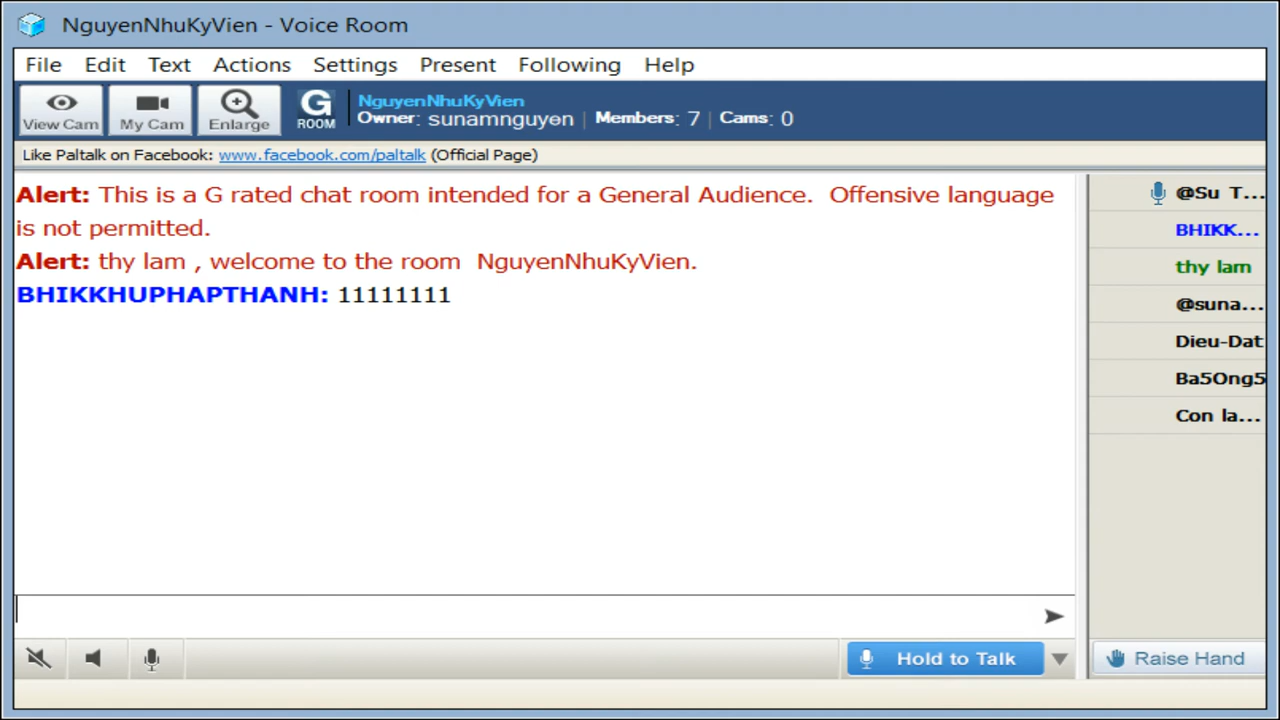 NguyenNhuKyVien - Voice Room
File Edit Text Actions Settings Present Following Help
View Cam My Cam Enlarge G ROOM NguyenNhuKyVien
Owner: sunamnguyen | Members: 7 | Cams: 0
Like Paltalk on Facebook: www.facebook.com/paltalk (Official Page)
Alert: This is a G rated chat room intended for a General Audience.  Offensive language
is not permitted.
Alert: thy lam , welcome to the room  NguyenNhuKyVien.
BHIKKHUPHAPTHANH: 11111111
@Su T...
BHIKK...
thy lam
@suna...
Dieu-Dat
Ba5Ong5
Con la...
Hold to Talk
Raise Hand